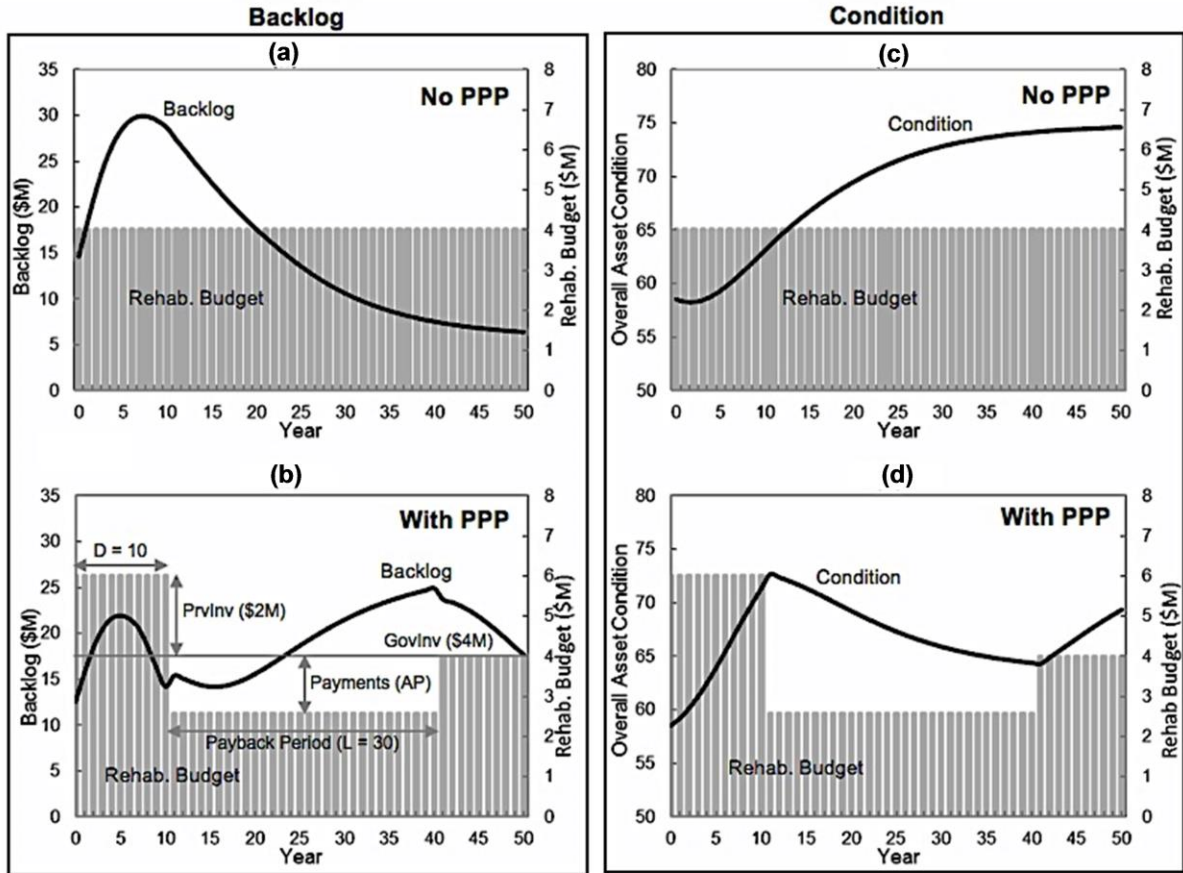 Backlog
Condition
(a)
35
30
25
20
15
10
5
0
Backlog ($M)
8
7
6
5
4
3
2
1
0
Rehab. Budget ($M)
No PPP
Backlog
Rehab. Budget
0 5 10 15 20 25 30 35 40 45 50
Year
(c)
80
75
70
65
60
55
50
Overall Asset Condition
8
7
6
5
4
3
2
1
0
Rehab. Budget ($M)
No PPP
Condition
Rehab. Budget
0 5 10 15 20 25 30 35 40 45 50
Year
(b)
35
30
25
20
15
10
5
0
Backlog ($M)
8
7
6
5
4
3
2
1
0
Rehab. Budget ($M)
With PPP
D = 10
Backlog
PrvInv ($2M)
GovInv ($4M)
Payments (AP)
Payback Period (L = 30)
Rehab. Budget
0 5 10 15 20 25 30 35 40 45 50
Year
(d)
80
75
70
65
60
55
50
Overall Asset Condition
8
7
6
5
4
3
2
1
0
Rehab Budget ($M)
With PPP
Condition
Rehab. Budget
0 5 10 15 20 25 30 35 40 45 50
Year